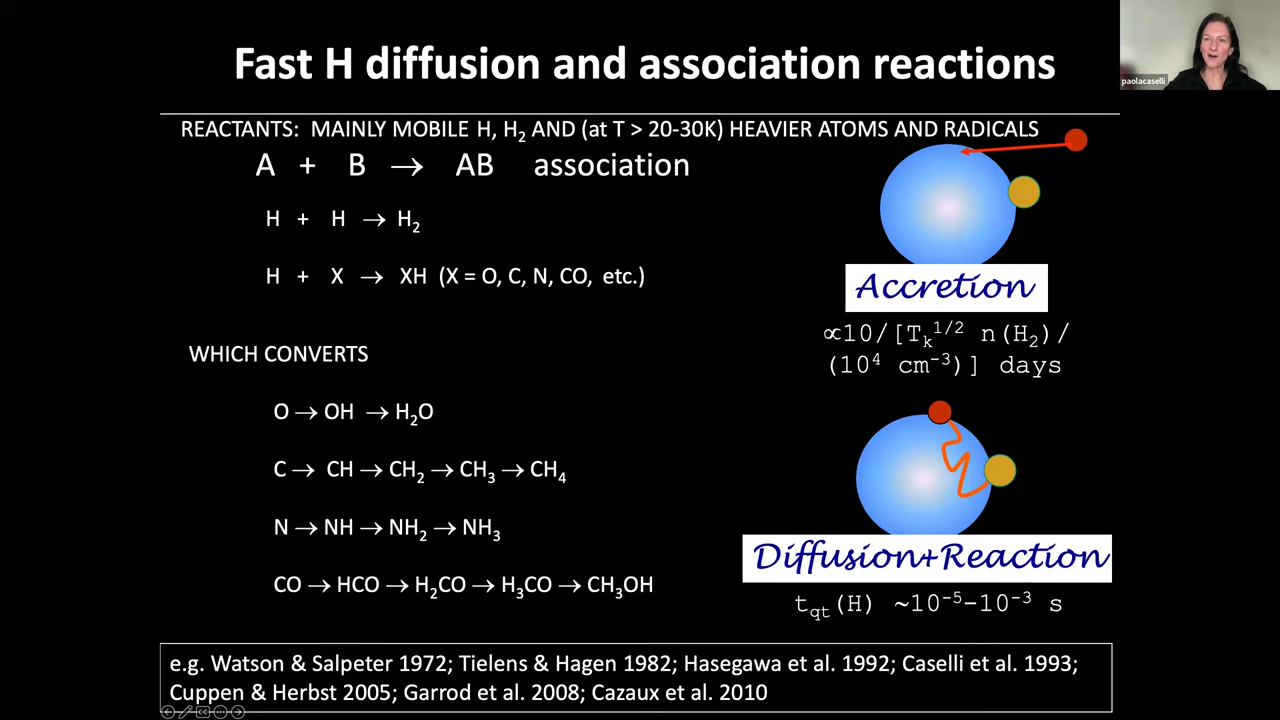 Fast H diffusion and association reactions
paolacaselli
REACTANTS: MAINLY MOBILE H, H₂ AND (at T > 20-30K) HEAVIER ATOMS AND RADICALS
A + B → AB association
H + H → H₂
H + X → XH (X = O, C, N, CO, etc.)
WHICH CONVERTS
O → OH → H₂O
C → CH → CH₂ → CH₃ → CH₄
N → NH → NH₂ → NH₃
CO → HCO → H₂CO → H₃CO → CH₃OH
Accretion
∝10/[Tₖ¹ᐟ² n(H₂)/
(10⁴ cm⁻³)] days
Diffusion+Reaction
t_qt(H) ~10⁻⁵-10⁻³ s
e.g. Watson & Salpeter 1972; Tielens & Hagen 1982; Hasegawa et al. 1992; Caselli et al. 1993;
Cuppen & Herbst 2005; Garrod et al. 2008; Cazaux et al. 2010